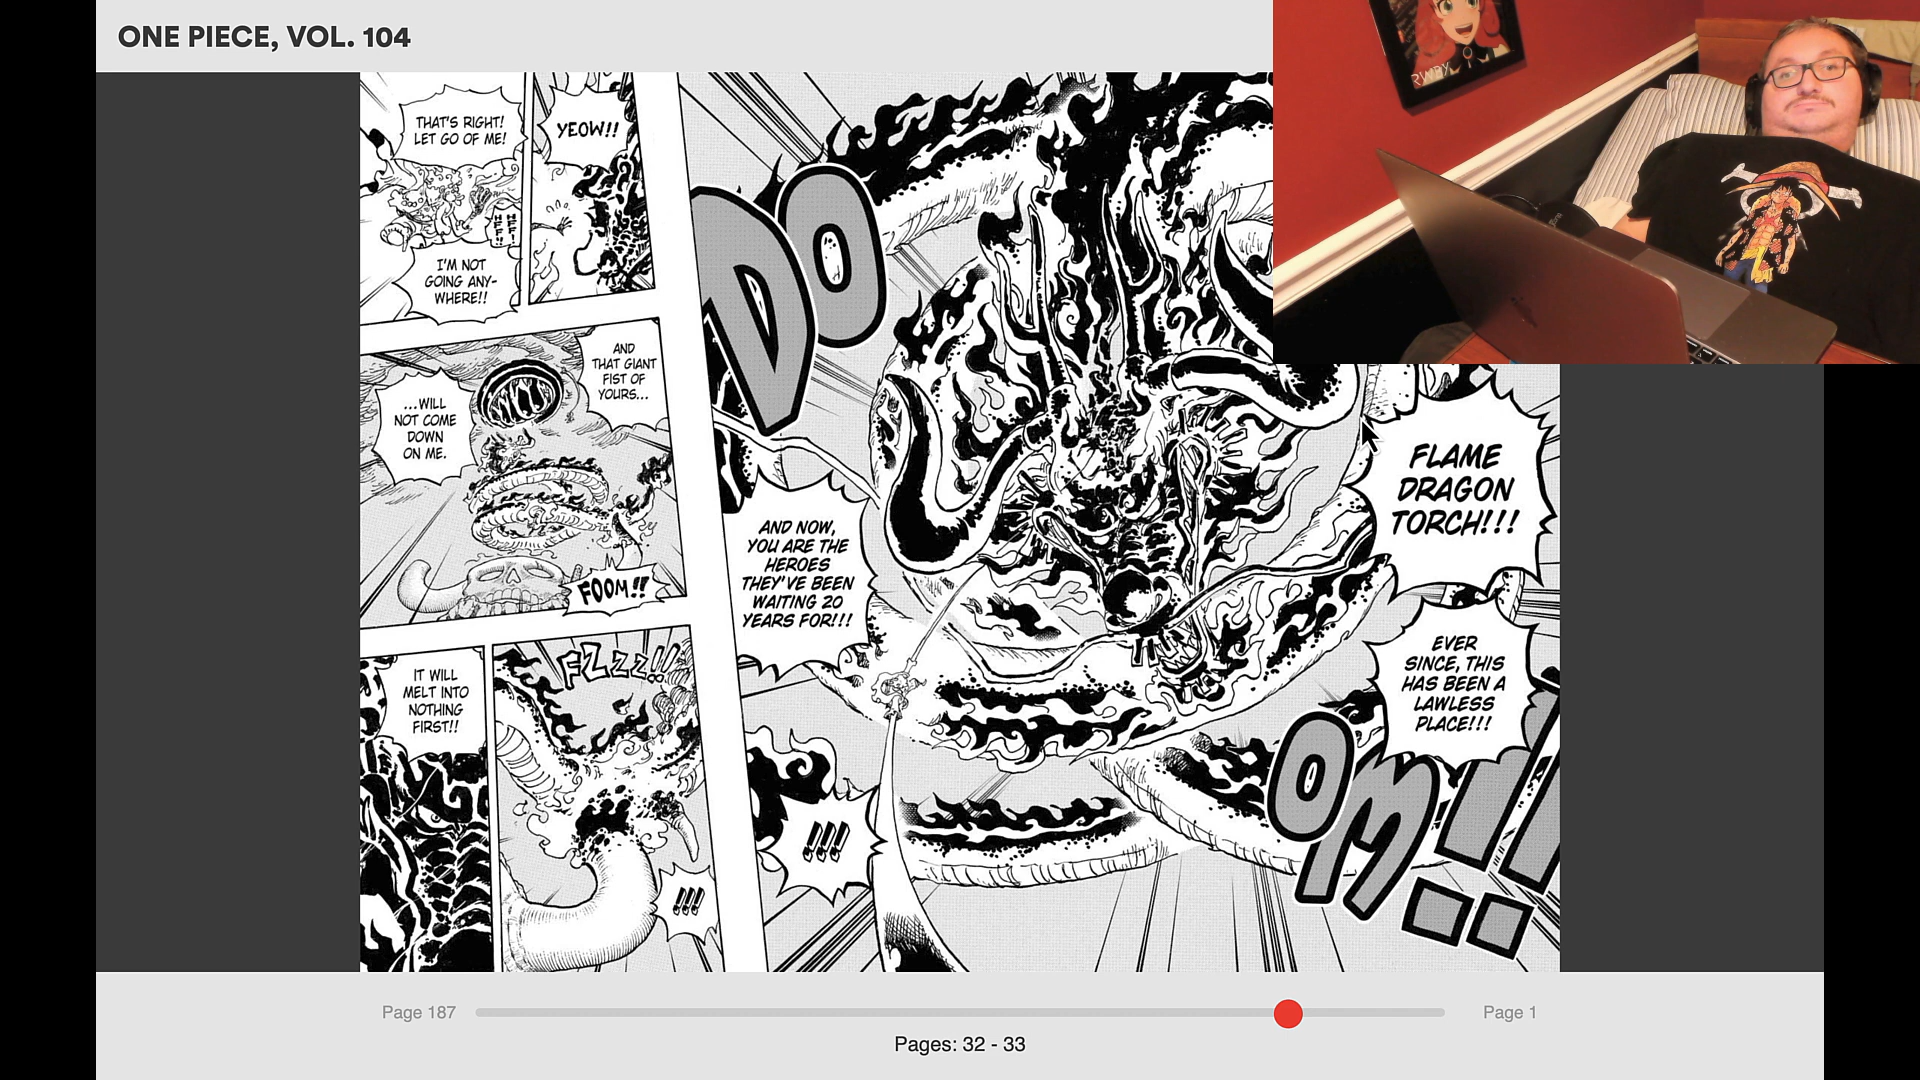 ONE PIECE, VOL. 104
RWBY
FLAME
DRAGON
TORCH!!!
EVER
SINCE, THIS
HAS BEEN A
LAWLESS
PLACE!!!
DOOM!!
AND NOW,
YOU ARE THE
HEROES
THEY'VE BEEN
WAITING 20
YEARS FOR!!!
!!!
YEOW!!
THAT'S RIGHT!
LET GO OF ME!
HFF!
HFF!
I'M NOT
GOING ANY-
WHERE!!
AND
THAT GIANT
FIST OF
YOURS...
...WILL
NOT COME
DOWN
ON ME.
FOOM!!
FZZZ!!
!!!
IT WILL
MELT INTO
NOTHING
FIRST!!
Page 187
Page 1
Pages: 32 - 33